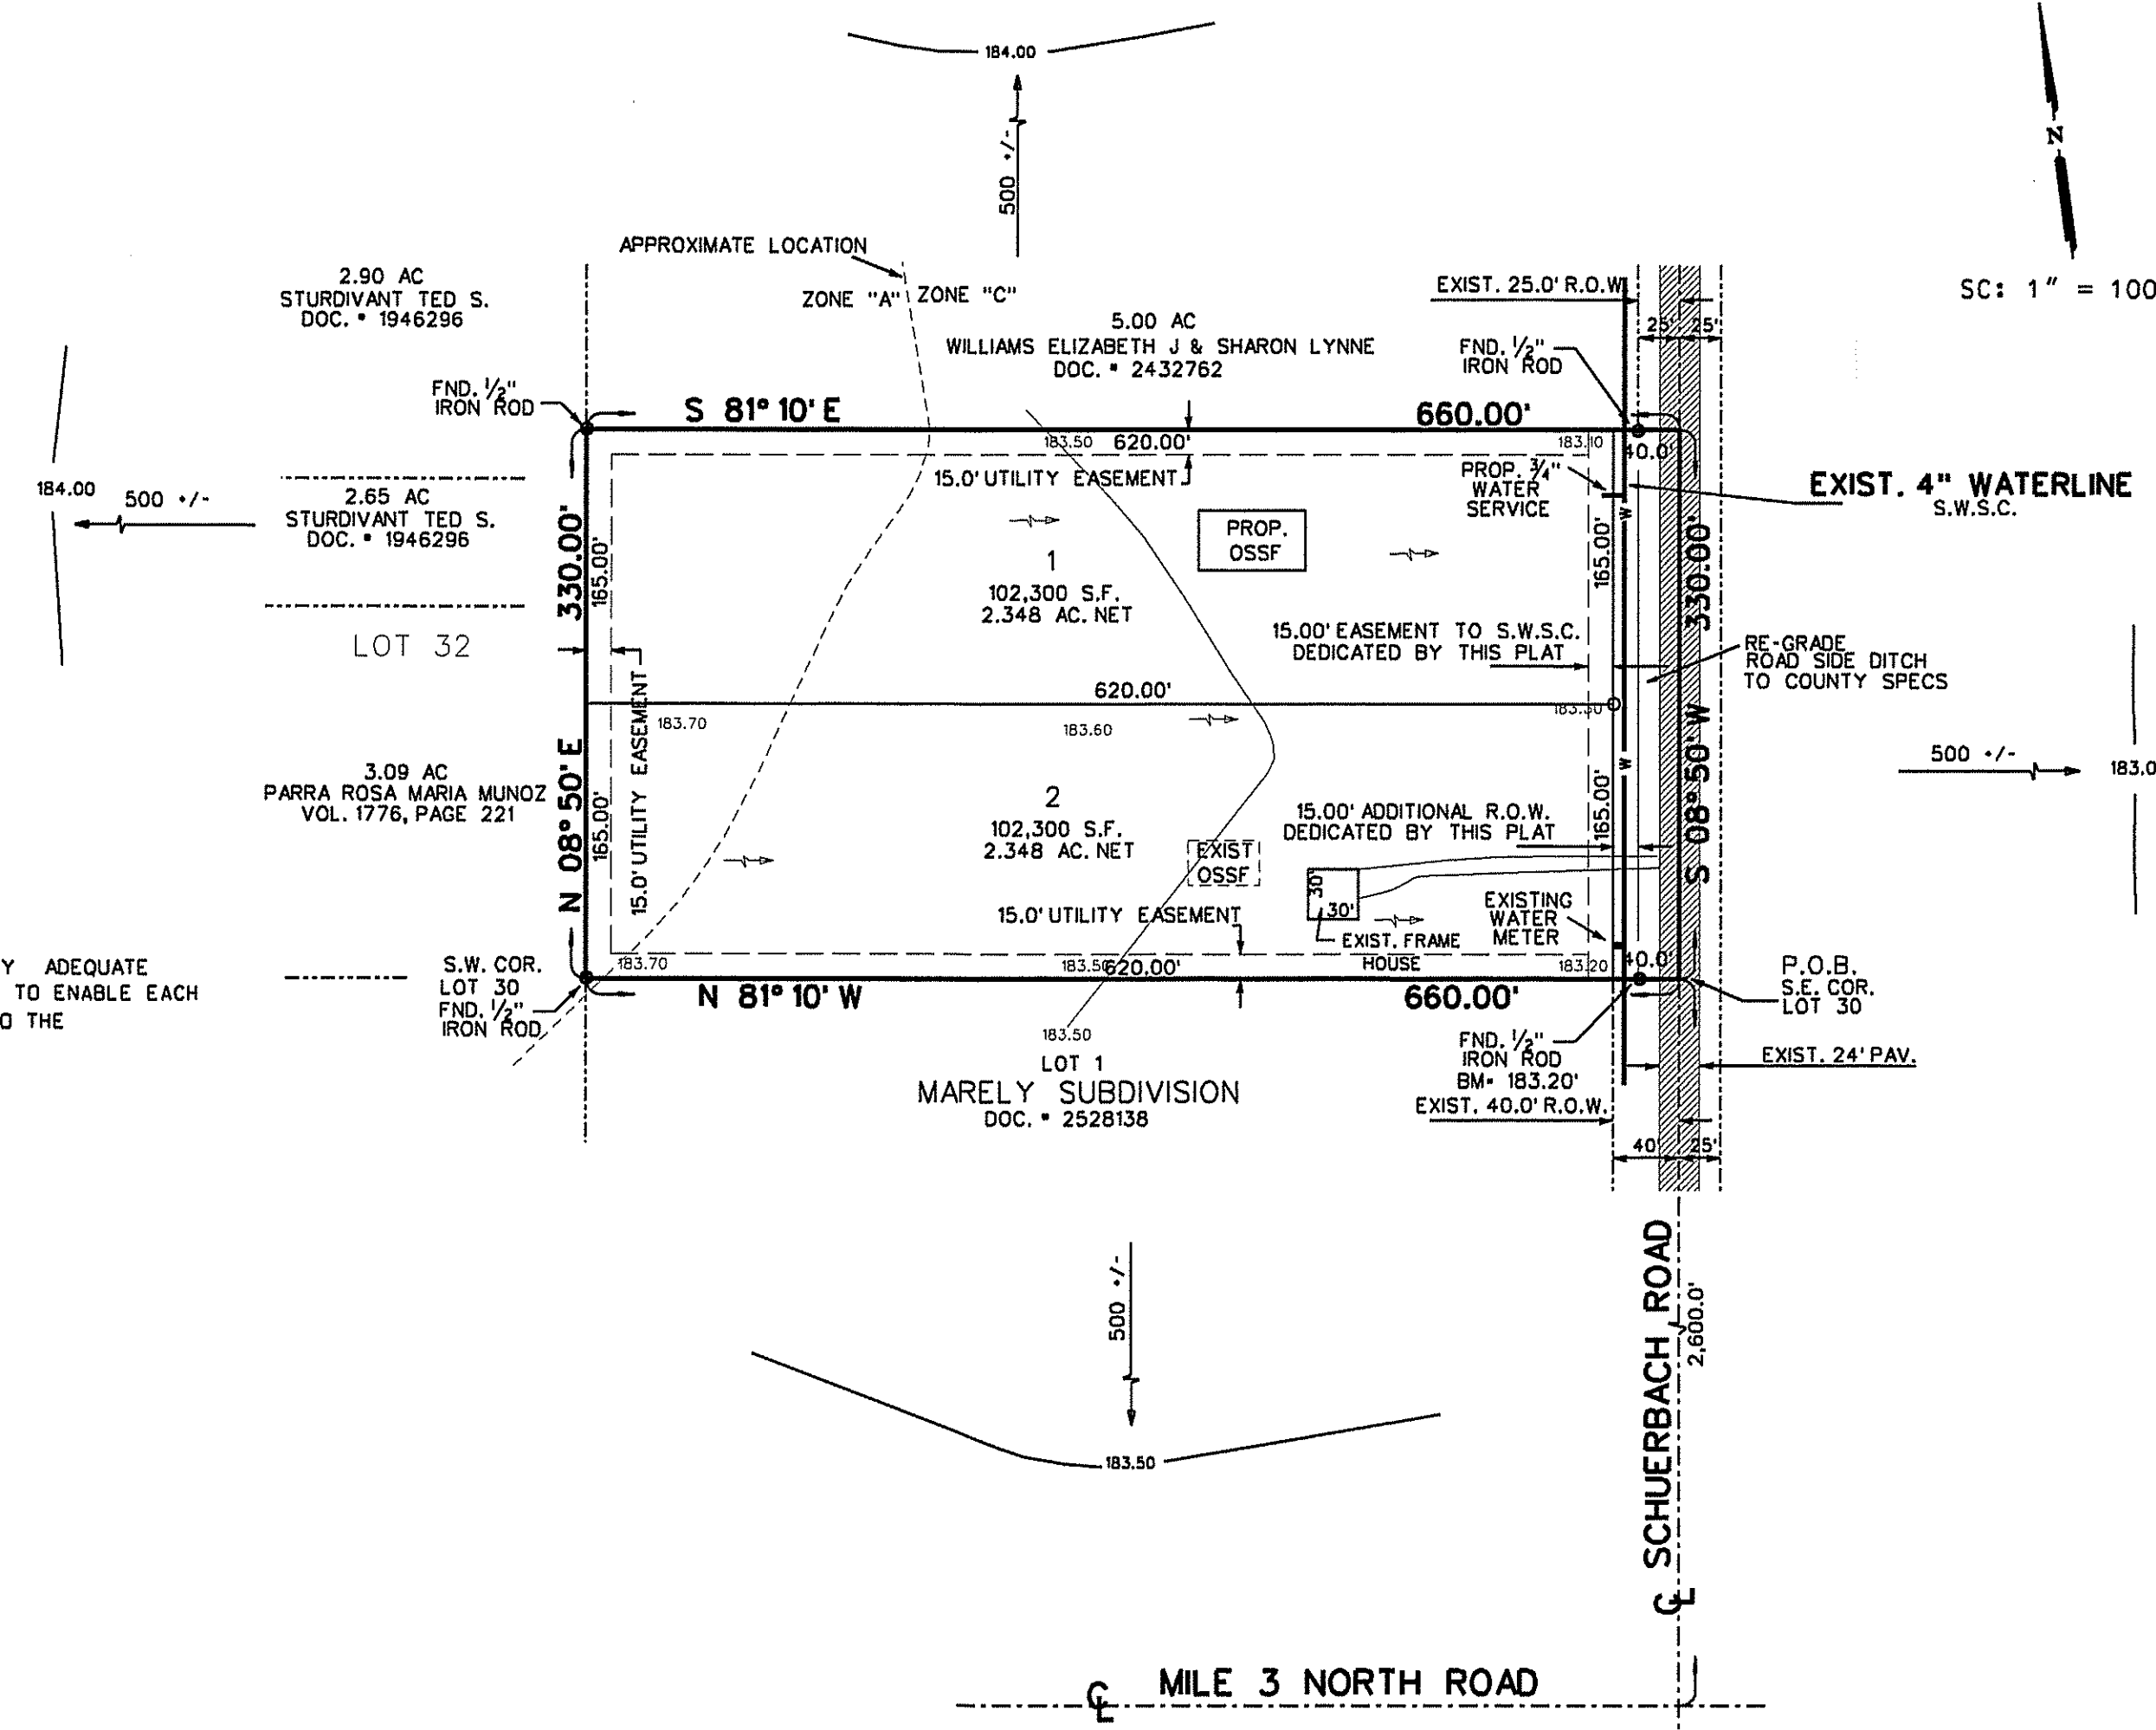 184.00
500 +/-
N
SC: 1" = 100
APPROXIMATE LOCATION
ZONE "A"
ZONE "C"
2.90 AC
STURDIVANT TED S.
DOC. # 1946296
5.00 AC
WILLIAMS ELIZABETH J & SHARON LYNNE
DOC. # 2432762
EXIST. 25.0' R.O.W.
25'
25'
FND. 1/2"
IRON ROD
FND. 1/2"
IRON ROD
S 81° 10' E
660.00'
183.50
620.00'
183.10
40.0'
15.0' UTILITY EASEMENT
PROP. 3/4"
WATER
SERVICE
EXIST. 4" WATERLINE
S.W.S.C.
184.00
500 +/-
2.65 AC
STURDIVANT TED S.
DOC. # 1946296
LOT 32
330.00'
165.00'
PROP.
OSSF
1
102,300 S.F.
2.348 AC. NET
W
165.00'
330.00'
15.00' EASEMENT TO S.W.S.C.
DEDICATED BY THIS PLAT
RE-GRADE
ROAD SIDE DITCH
TO COUNTY SPECS
620.00'
183.70
183.60
183.30
15.0' UTILITY EASEMENT
N 08° 50' E
165.00'
3.09 AC
PARRA ROSA MARIA MUNOZ
VOL. 1776, PAGE 221
2
102,300 S.F.
2.348 AC. NET
EXIST
OSSF
15.00' ADDITIONAL R.O.W.
DEDICATED BY THIS PLAT
W
165.00'
S 08° 50' W
500 +/-
183.0
30'
30'
EXIST. FRAME
HOUSE
EXISTING
WATER
METER
15.0' UTILITY EASEMENT
Y ADEQUATE
TO ENABLE EACH
O THE
S.W. COR.
LOT 30
FND. 1/2"
IRON ROD
183.70
183.50
620.00'
183.20
40.0'
N 81° 10' W
660.00'
P.O.B.
S.E. COR.
LOT 30
183.50
LOT 1
MARELY SUBDIVISION
DOC. # 2528138
FND. 1/2"
IRON ROD
BM= 183.20'
EXIST. 24' PAV.
EXIST. 40.0' R.O.W.
40'
25'
500 +/-
183.50
SCHUERBACH ROAD
2,600.0'
CL
CL
MILE 3 NORTH ROAD